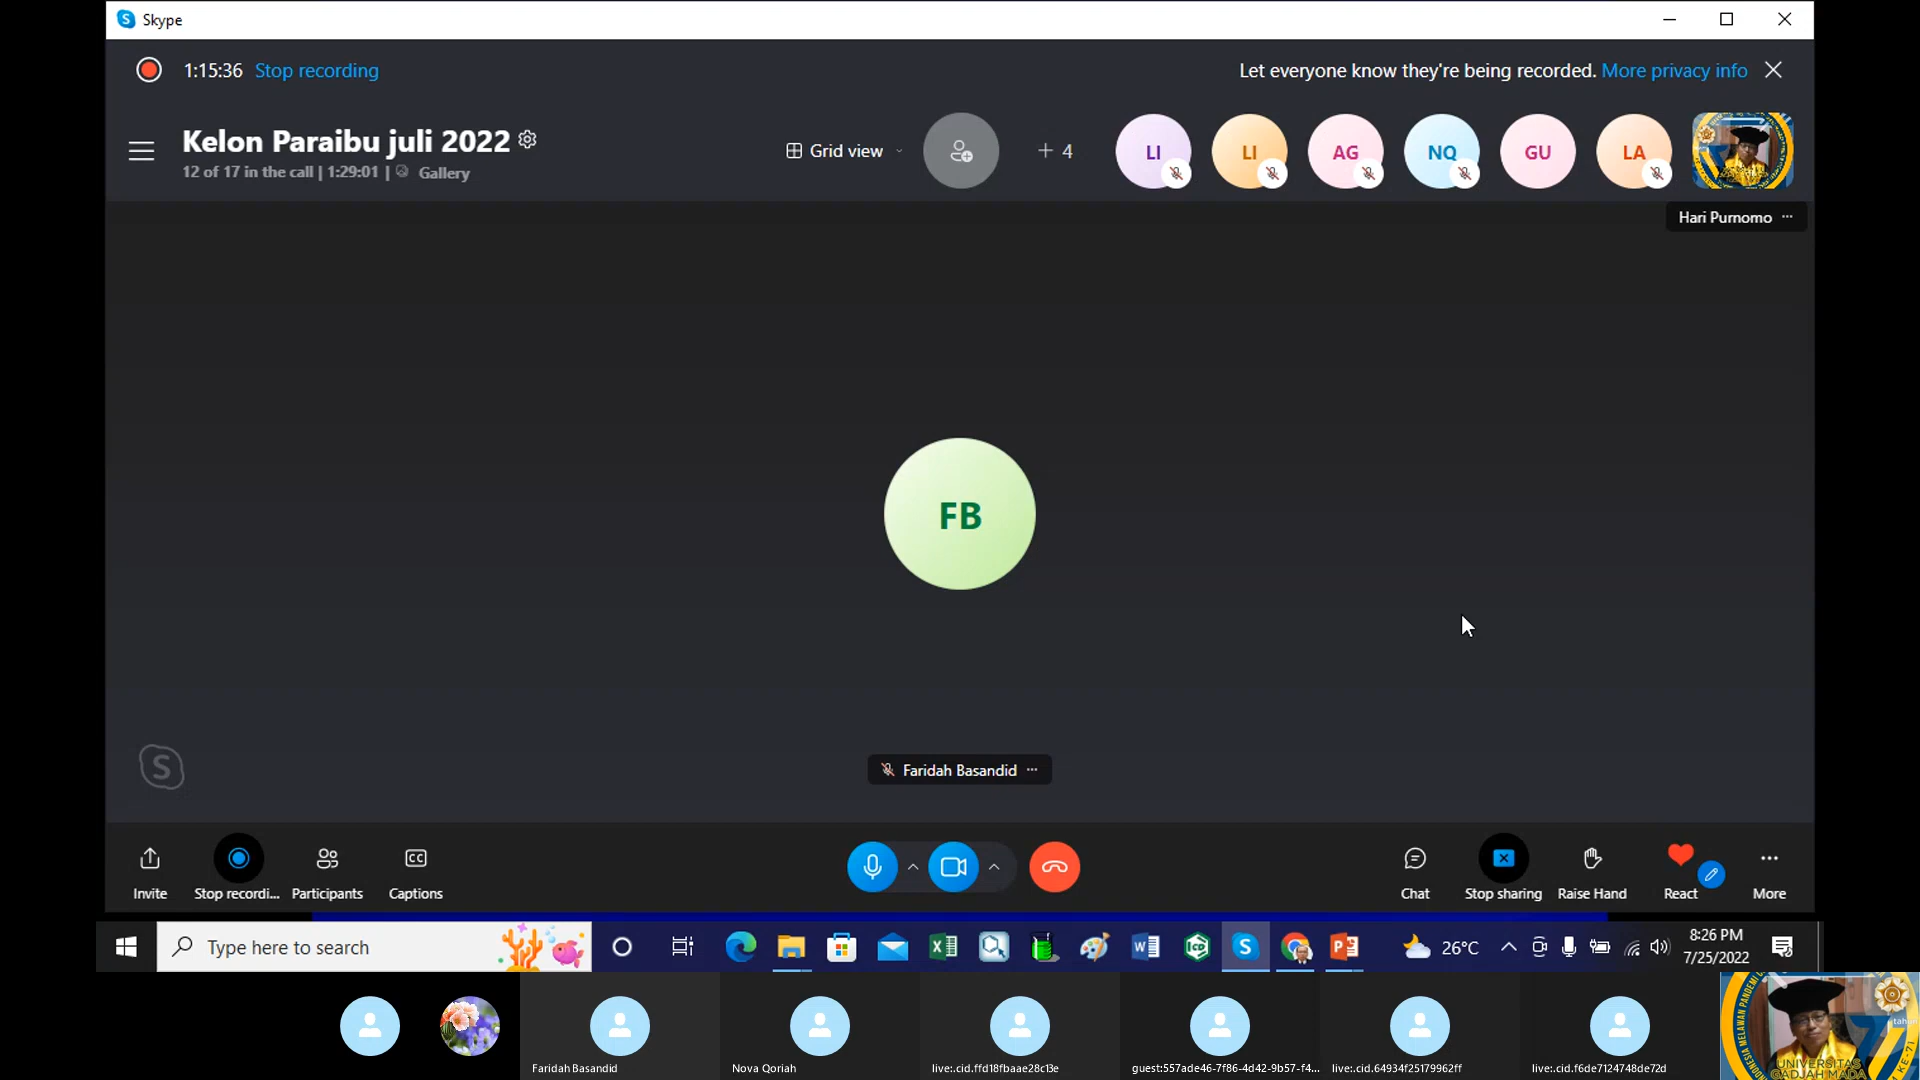 Skype
1:15:36 Stop recording
Let everyone know they're being recorded. More privacy info
Kelon Paraibu juli 2022
12 of 17 in the call | 1:29:01 | Gallery
Grid view
+ 4
LI
LI
AG
NQ
GU
LA
Hari Purnomo ...
FB
Faridah Basandid ...
Invite
Stop recordi...
Participants
CC
Captions
Chat
Stop sharing
Raise Hand
React
More
Type here to search
26°C
8:26 PM
7/25/2022
Faridah Basandid
Nova Qoriah
live:.cid.ffd18fbaae28c13e
guest:557ade46-7f86-4d42-9b57-f4...
live:.cid.64934f25179962ff
live:.cid.f6de7124748de72d
UNIVERSITAS
GADJAH MADA